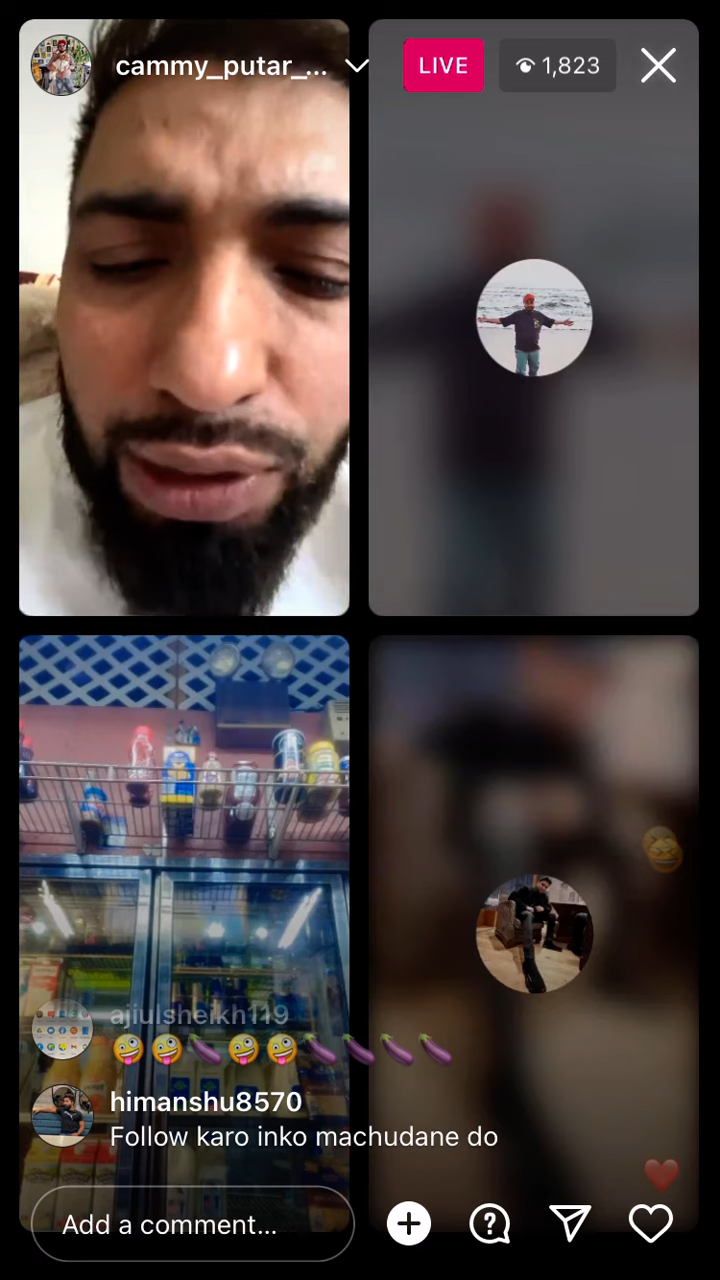 cammy_putar_...
LIVE
1,823
ajiulsheikh119
🤪🤪🍆🤪🤪🍆🍆🍆🍆
himanshu8570
Follow karo inko machudane do
Add a comment...